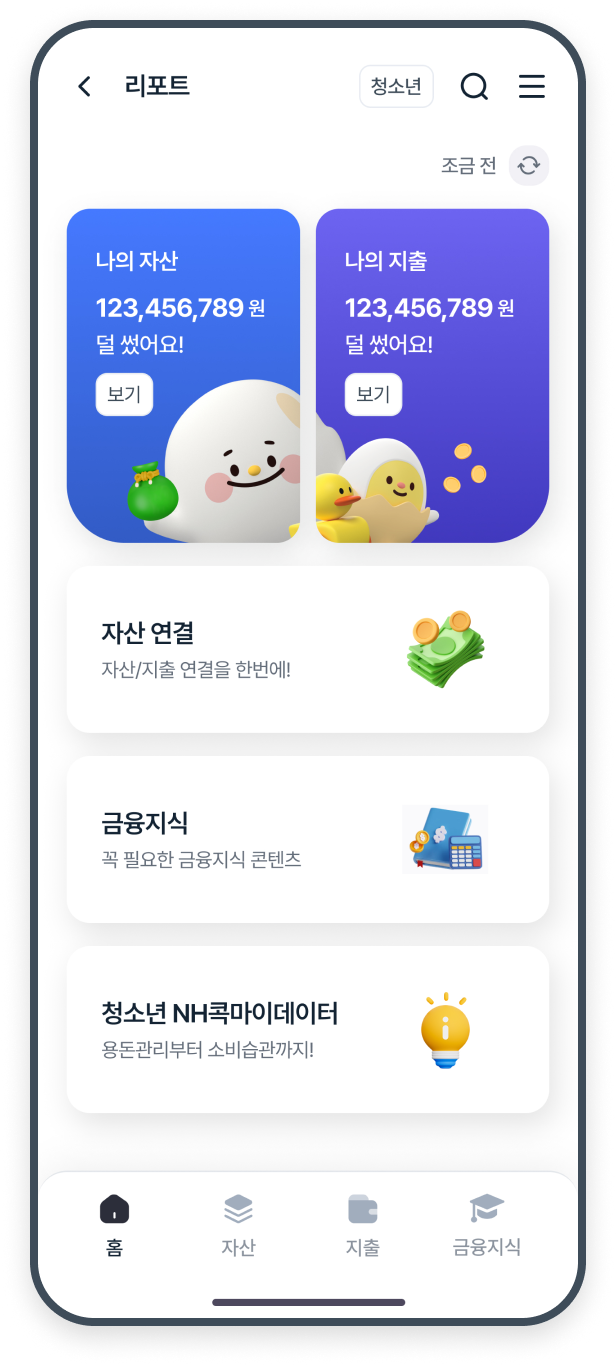 리포트
청소년
조금 전
나의 자산
123,456,789 원
덜 썼어요!
보기
나의 지출
123,456,789 원
덜 썼어요!
보기
자산 연결
자산/지출 연결을 한번에!
금융지식
꼭 필요한 금융지식 콘텐츠
청소년 NH콕마이데이터
용돈관리부터 소비습관까지!
홈
자산
지출
금융지식